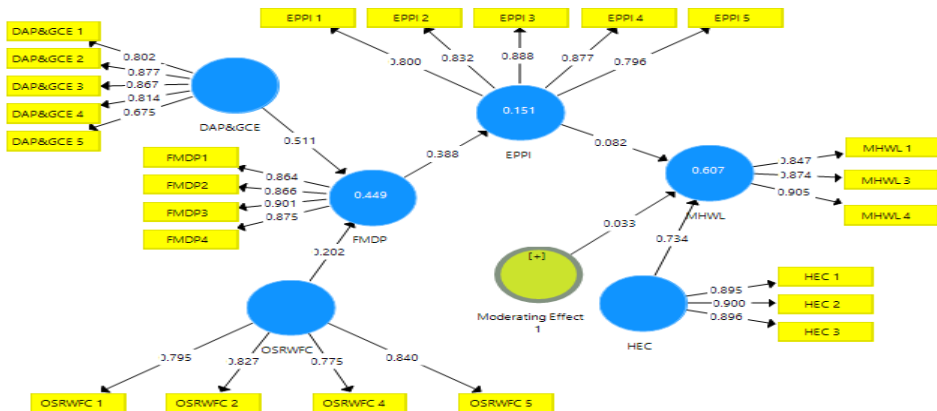 EPPI 1
EPPI 2
EPPI 3
EPPI 4
EPPI 5
DAP&GCE 1
DAP&GCE 2
DAP&GCE 3
DAP&GCE 4
DAP&GCE 5
0.802
0.877
0.867
0.814
0.675
DAP&GCE
0.800
0.832
0.888
0.877
0.796
0.151
EPPI
0.511
0.388
0.082
FMDP1
FMDP2
FMDP3
FMDP4
0.864
0.866
0.901
0.875
0.449
FMDP
0.607
MHWL
0.847
0.874
0.905
MHWL 1
MHWL 3
MHWL 4
0.202
0.033
0.734
[+]
Moderating Effect
1
HEC
0.895
0.900
0.896
HEC 1
HEC 2
HEC 3
OSRWFC
0.795
0.827
0.775
0.840
OSRWFC 1
OSRWFC 2
OSRWFC 4
OSRWFC 5